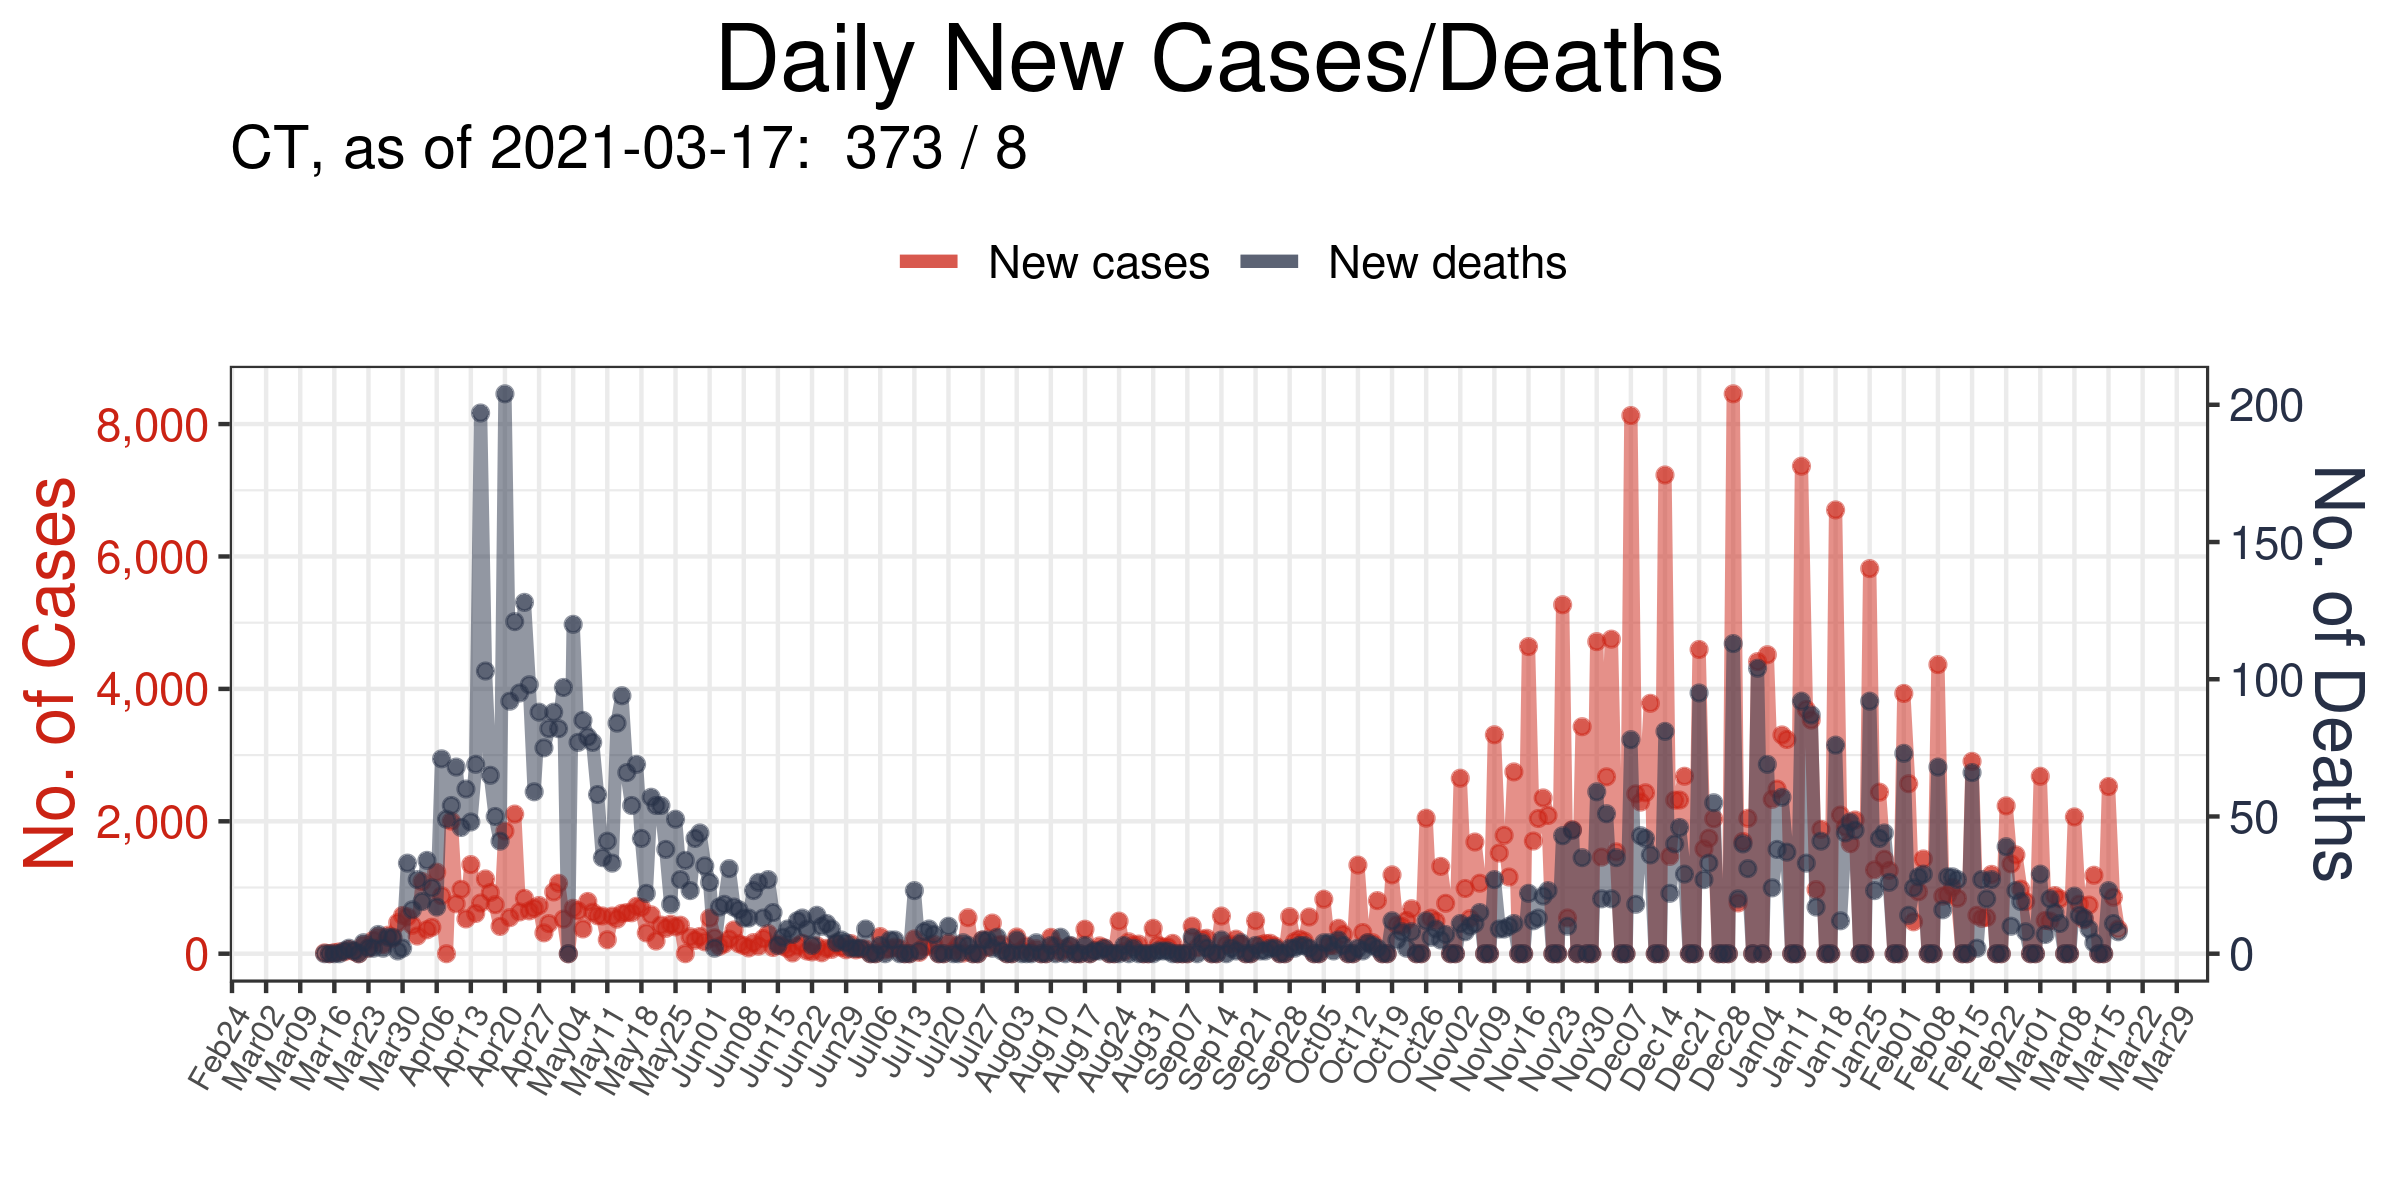 Daily New Cases/Deaths
CT, as of 2021-03-17:  373 / 8
New cases New deaths
No. of Cases
8,000
6,000
4,000
2,000
0
200
150
100
50
0
No. of Deaths
Feb24 Mar02 Mar09 Mar16 Mar23 Mar30 Apr06 Apr13 Apr20 Apr27 May04 May11 May18 May25 Jun01 Jun08 Jun15 Jun22 Jun29 Jul06 Jul13 Jul20 Jul27 Aug03 Aug10 Aug17 Aug24 Aug31 Sep07 Sep14 Sep21 Sep28 Oct05 Oct12 Oct19 Oct26 Nov02 Nov09 Nov16 Nov23 Nov30 Dec07 Dec14 Dec21 Dec28 Jan04 Jan11 Jan18 Jan25 Feb01 Feb08 Feb15 Feb22 Mar01 Mar08 Mar15 Mar22 Mar29